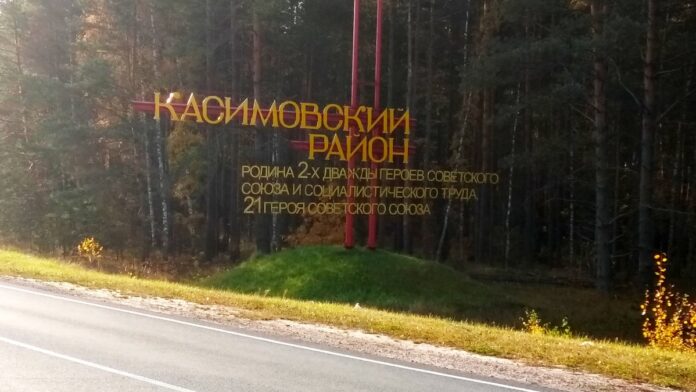 Касимовский
район
родина 2-х дважды героев советского
союза и социалистического труда,
21 героя советского союза